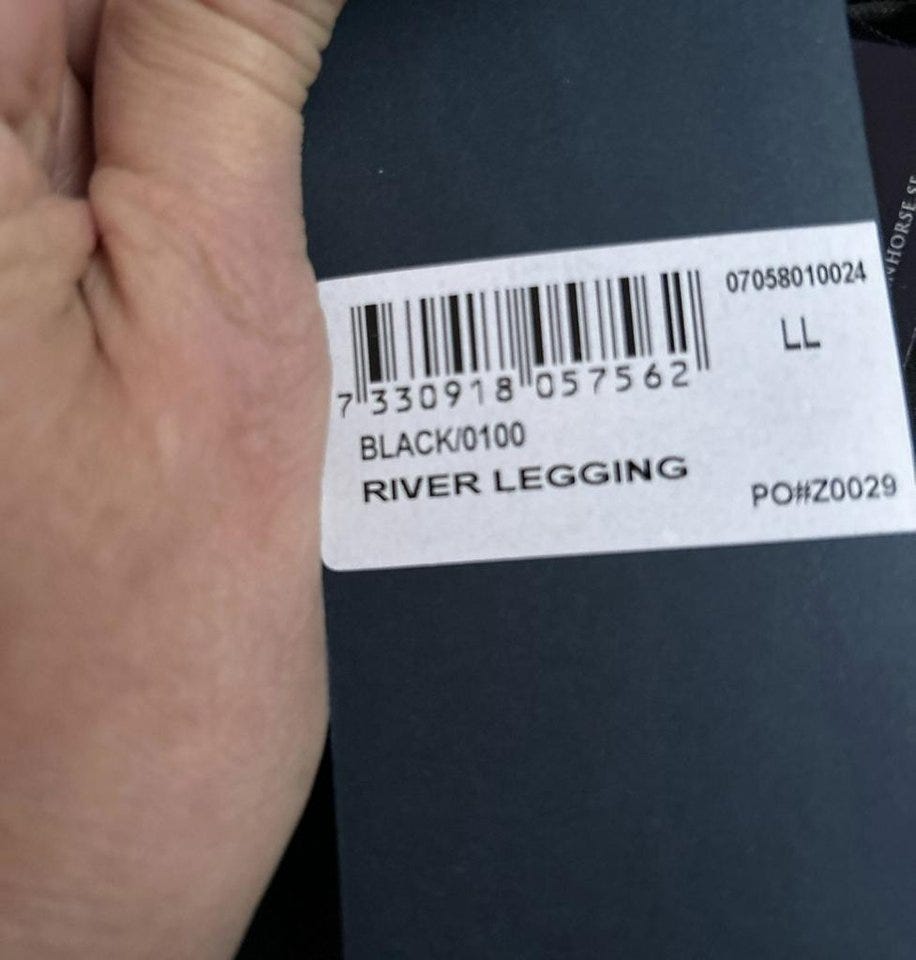 07058010024
LL
7 330918 057562
BLACK/0100
RIVER LEGGING
PO#Z0029